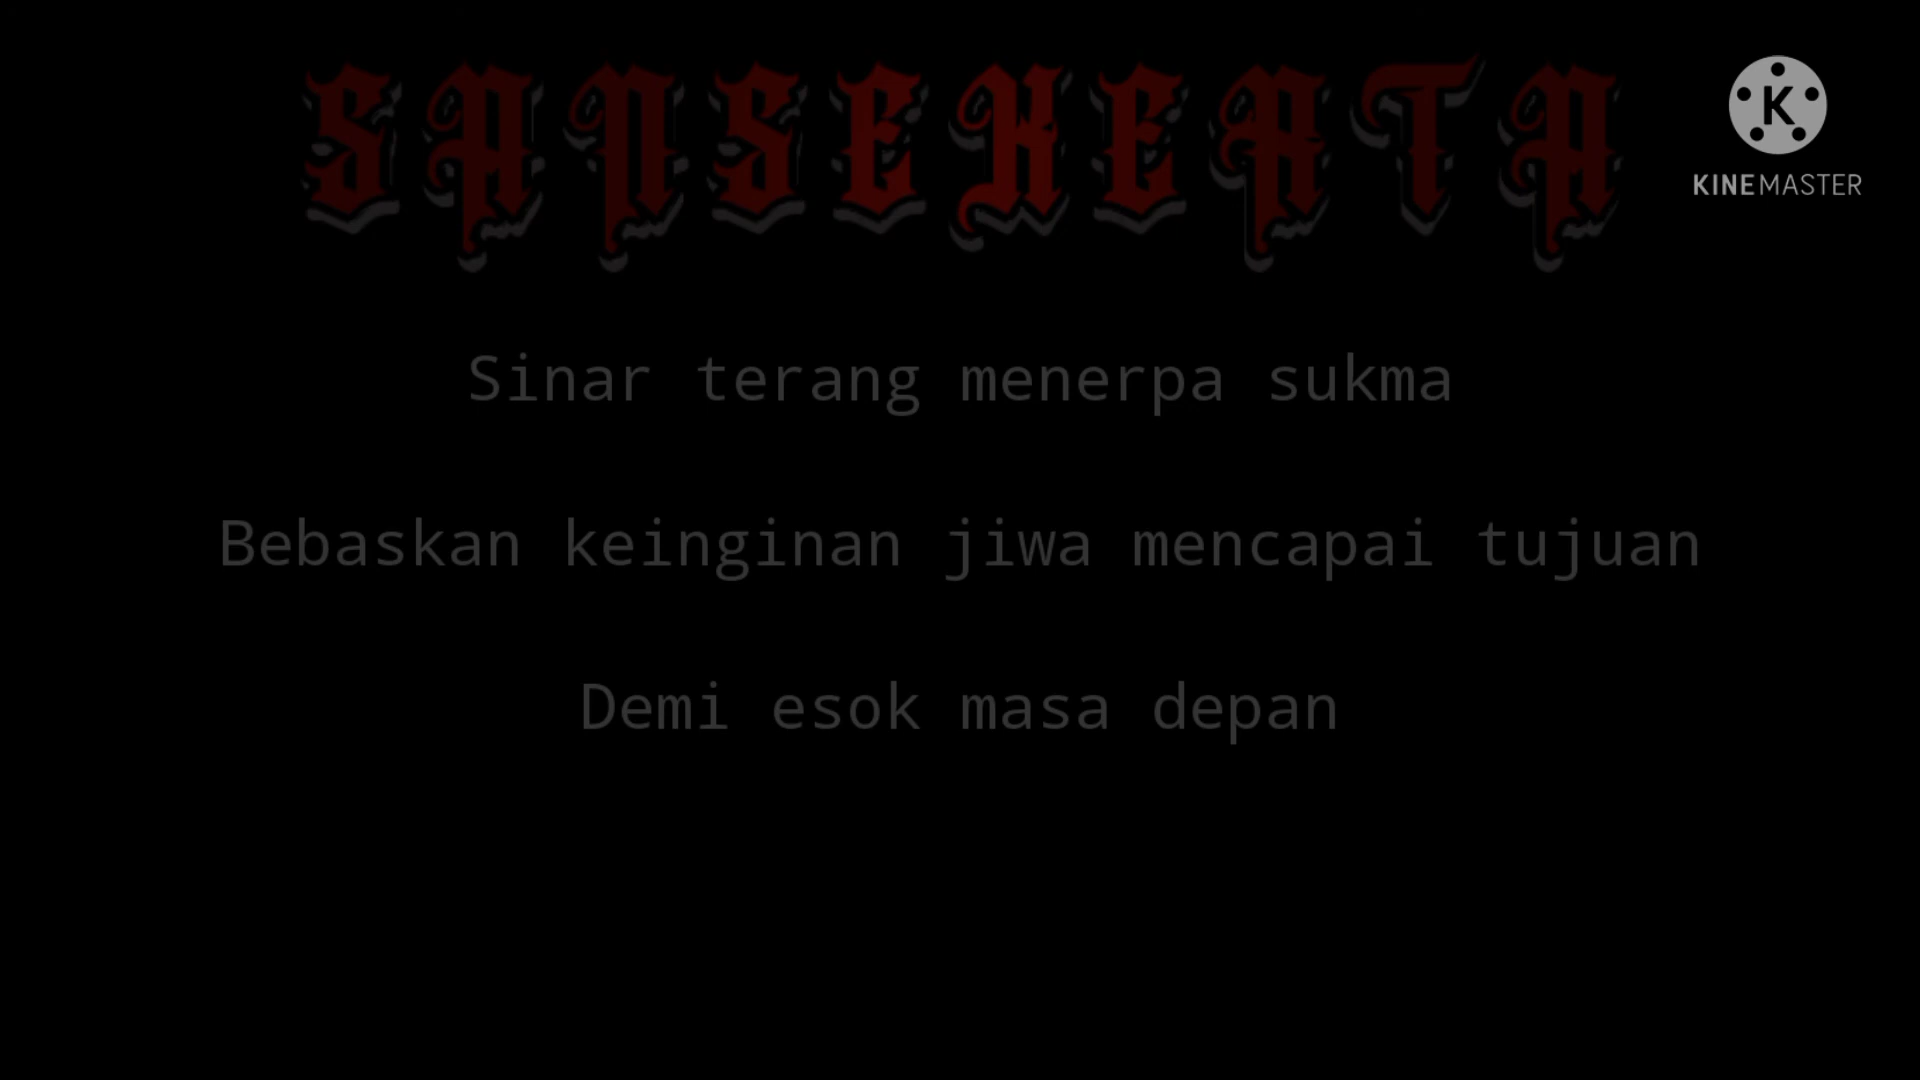 SANSEKERTA
K
KINEMASTER
Sinar terang menerpa sukma
Bebaskan keinginan jiwa mencapai tujuan
Demi esok masa depan